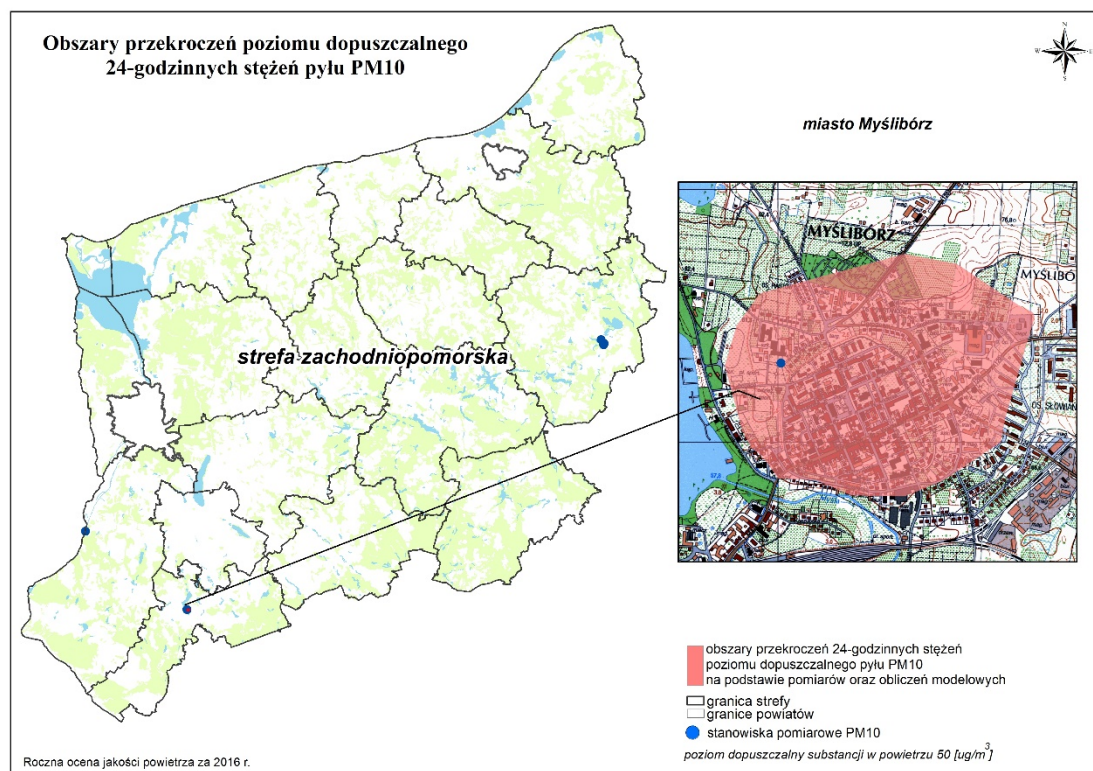 Obszary przekroczeń poziomu dopuszczalnego
24-godzinnych stężeń pyłu PM10
N
W
E
S
miasto Myślibórz
MYŚLIBÓRZ
MYŚLIBÓ
OS. SŁOWIAN
strefa zachodniopomorska
obszary przekroczeń 24-godzinnych stężeń
poziomu dopuszczalnego pyłu PM10
na podstawie pomiarów oraz obliczeń modelowych
granica strefy
granice powiatów
stanowiska pomiarowe PM10
poziom dopuszczalny substancji w powietrzu 50 [ug/m³]
Roczna ocena jakości powietrza za 2016 r.